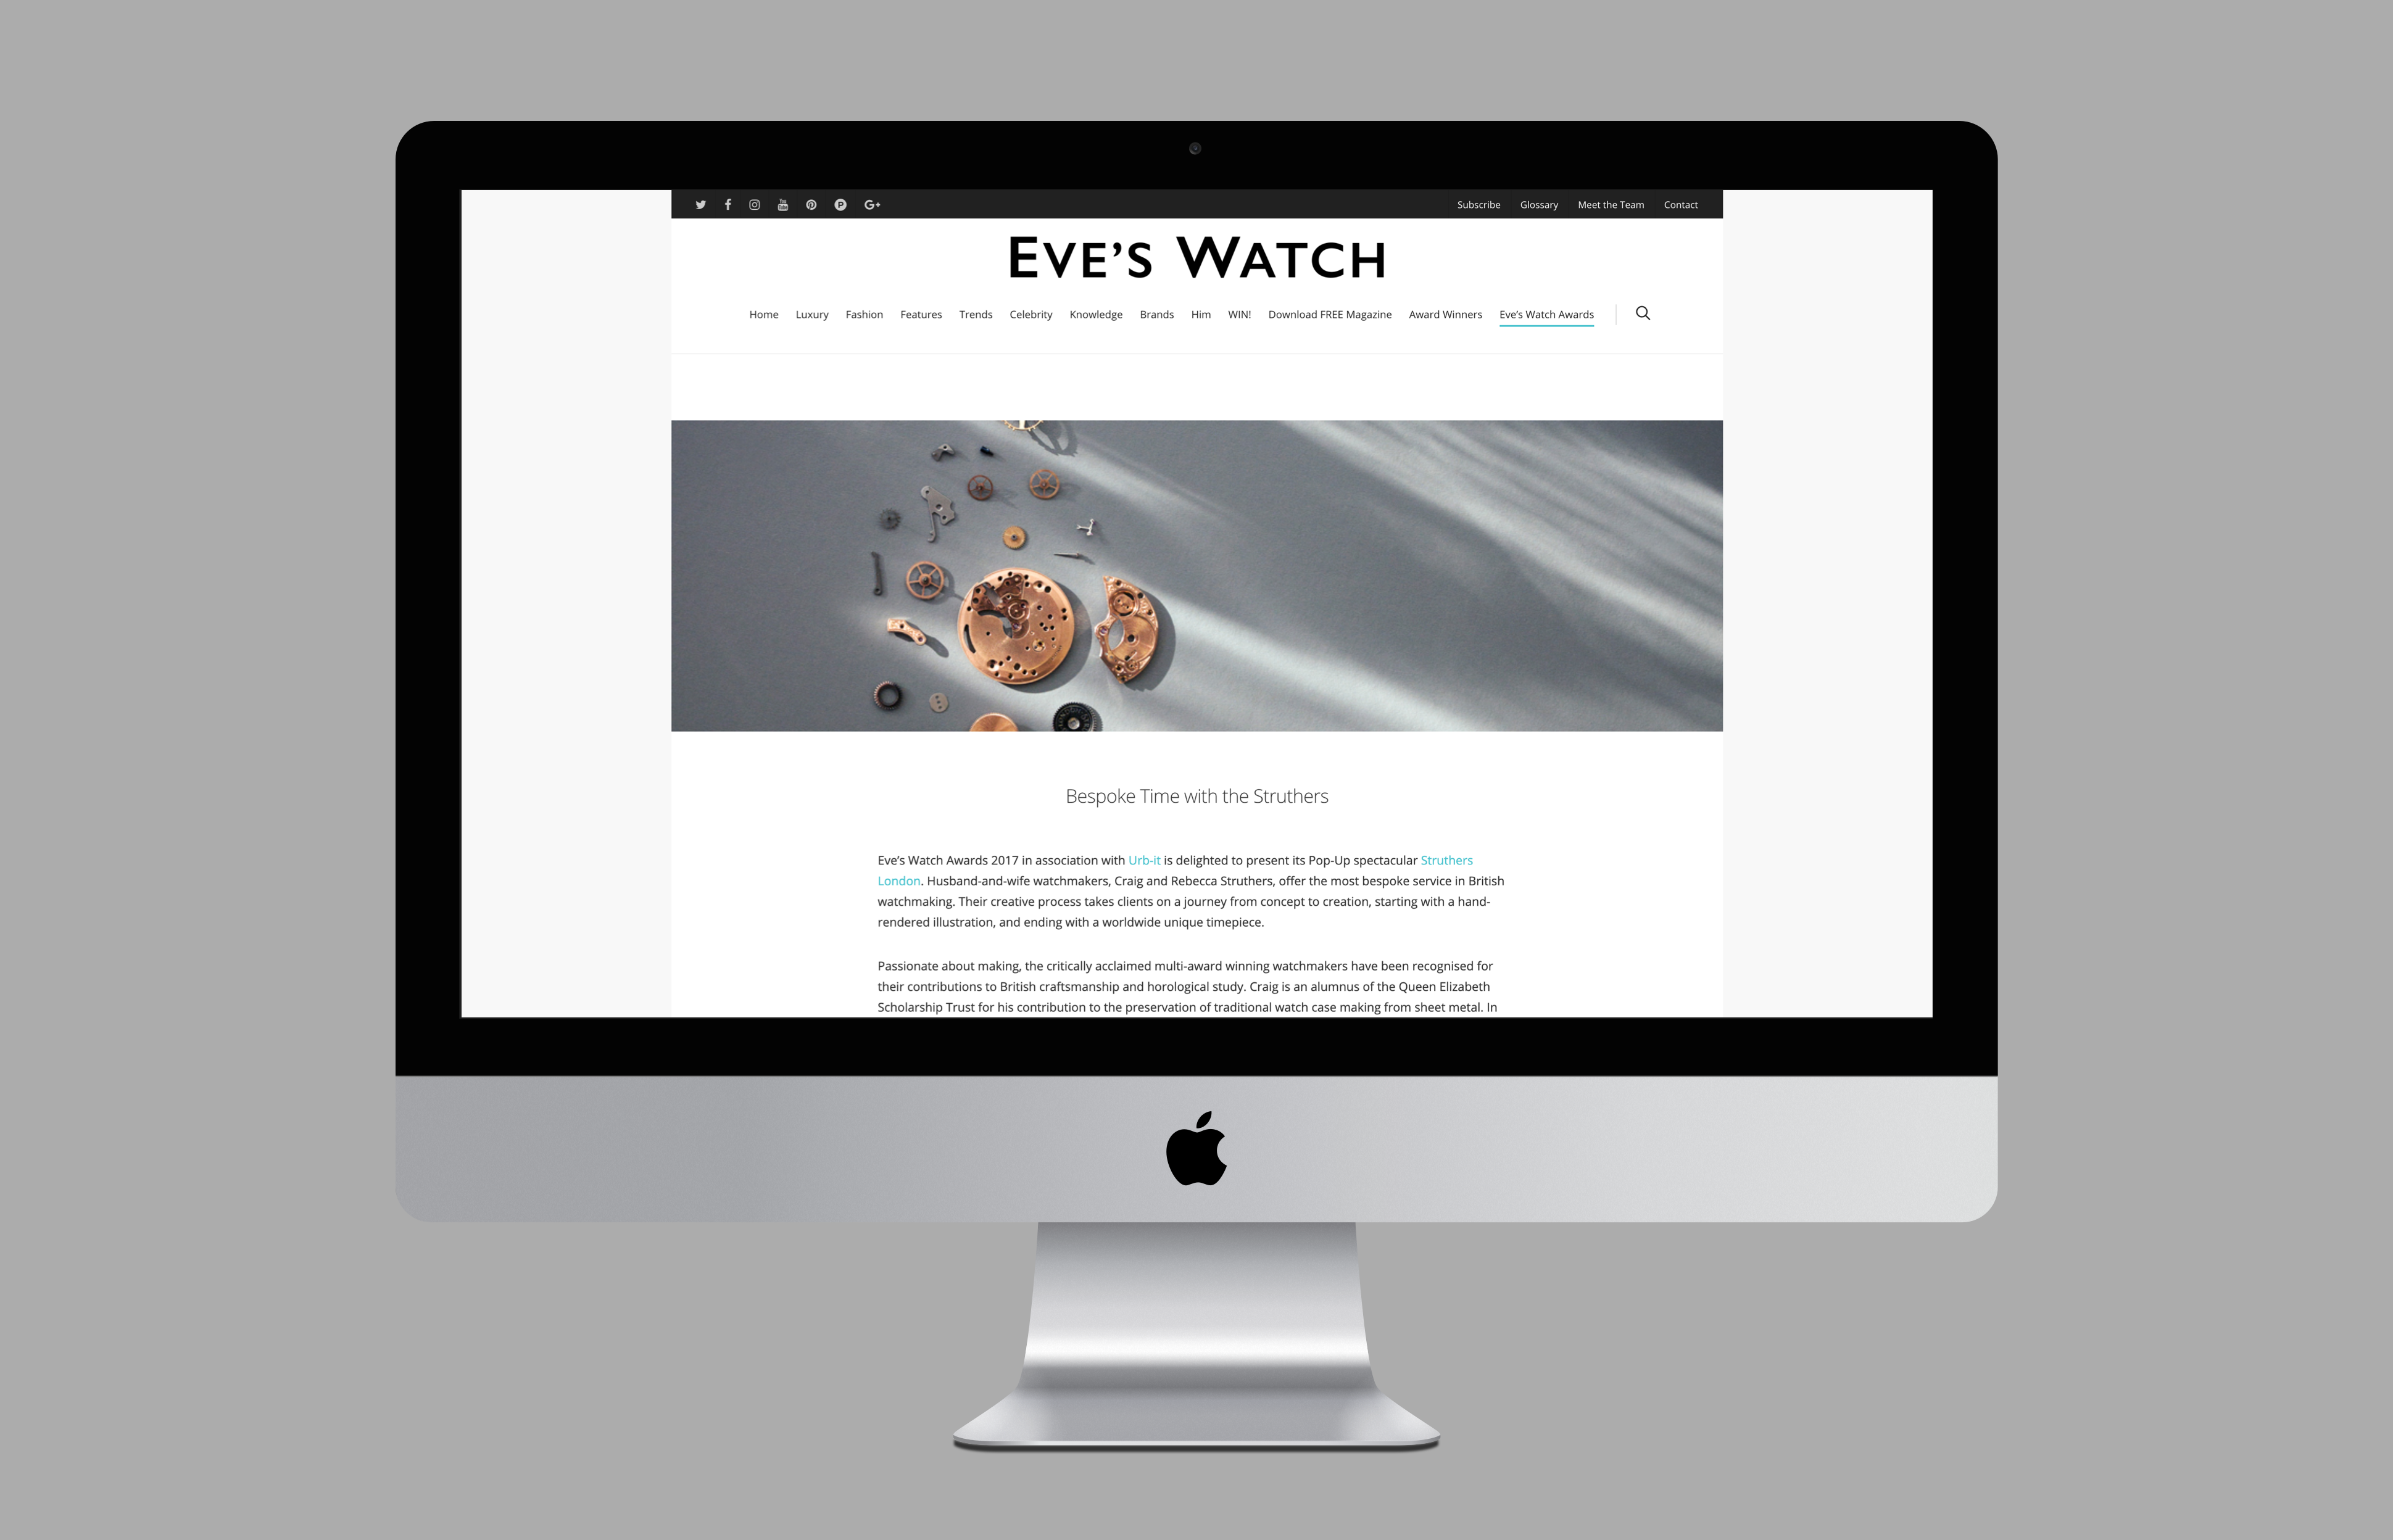 Subscribe Glossary Meet the Team Contact
EVE'S WATCH
Home Luxury Fashion Features Trends Celebrity Knowledge Brands Him WIN! Download FREE Magazine Award Winners Eve's Watch Awards
Bespoke Time with the Struthers
Eve's Watch Awards 2017 in association with Urb-it is delighted to present its Pop-Up spectacular Struthers
London. Husband-and-wife watchmakers, Craig and Rebecca Struthers, offer the most bespoke service in British
watchmaking. Their creative process takes clients on a journey from concept to creation, starting with a hand-
rendered illustration, and ending with a worldwide unique timepiece.
Passionate about making, the critically acclaimed multi-award winning watchmakers have been recognised for
their contributions to British craftsmanship and horological study. Craig is an alumnus of the Queen Elizabeth
Scholarship Trust for his contribution to the preservation of traditional watch case making from sheet metal. In